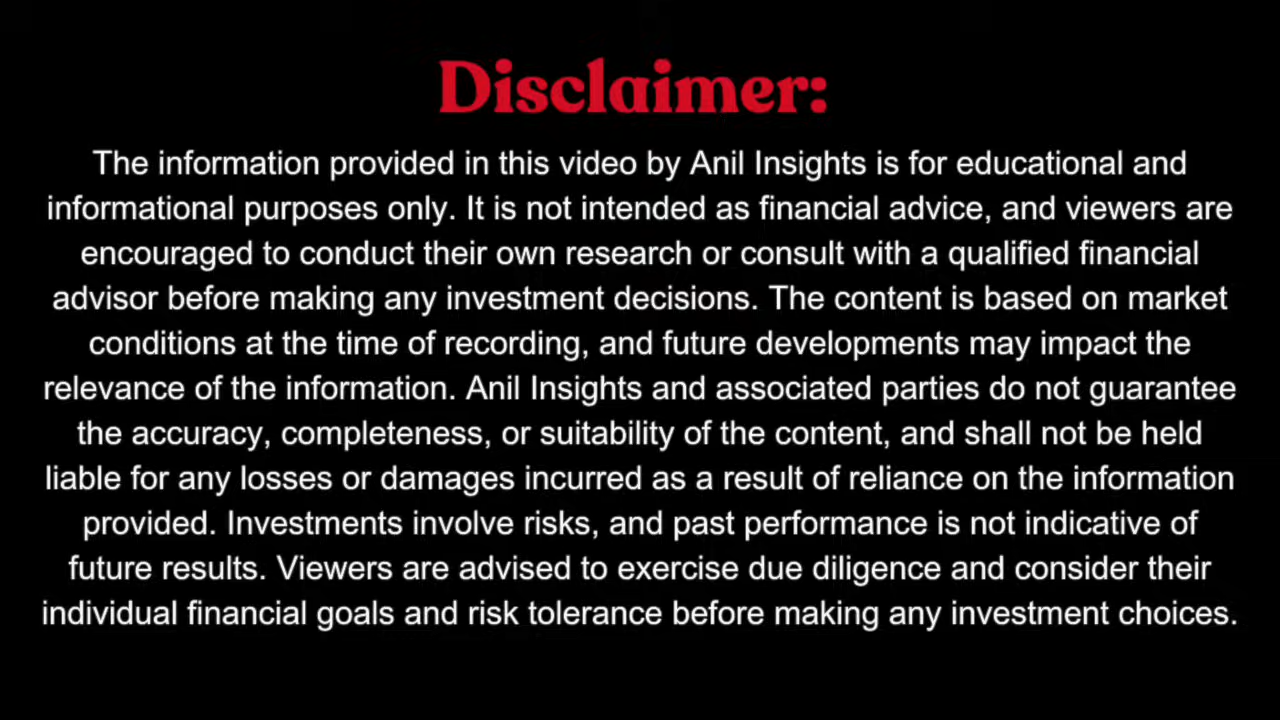 Disclaimer:
The information provided in this video by Anil Insights is for educational and
informational purposes only. It is not intended as financial advice, and viewers are
encouraged to conduct their own research or consult with a qualified financial
advisor before making any investment decisions. The content is based on market
conditions at the time of recording, and future developments may impact the
relevance of the information. Anil Insights and associated parties do not guarantee
the accuracy, completeness, or suitability of the content, and shall not be held
liable for any losses or damages incurred as a result of reliance on the information
provided. Investments involve risks, and past performance is not indicative of
future results. Viewers are advised to exercise due diligence and consider their
individual financial goals and risk tolerance before making any investment choices.